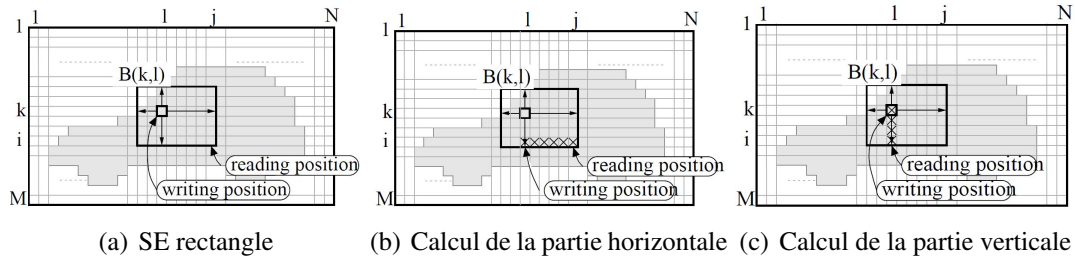 1 1 l j N
B(k,l)
k
i
reading position
writing position
M
(a) SE rectangle
1 1 l j N
B(k,l)
k
i
reading position
writing position
M
(b) Calcul de la partie horizontale
1 1 l j N
B(k,l)
k
i
reading position
writing position
M
(c) Calcul de la partie verticale